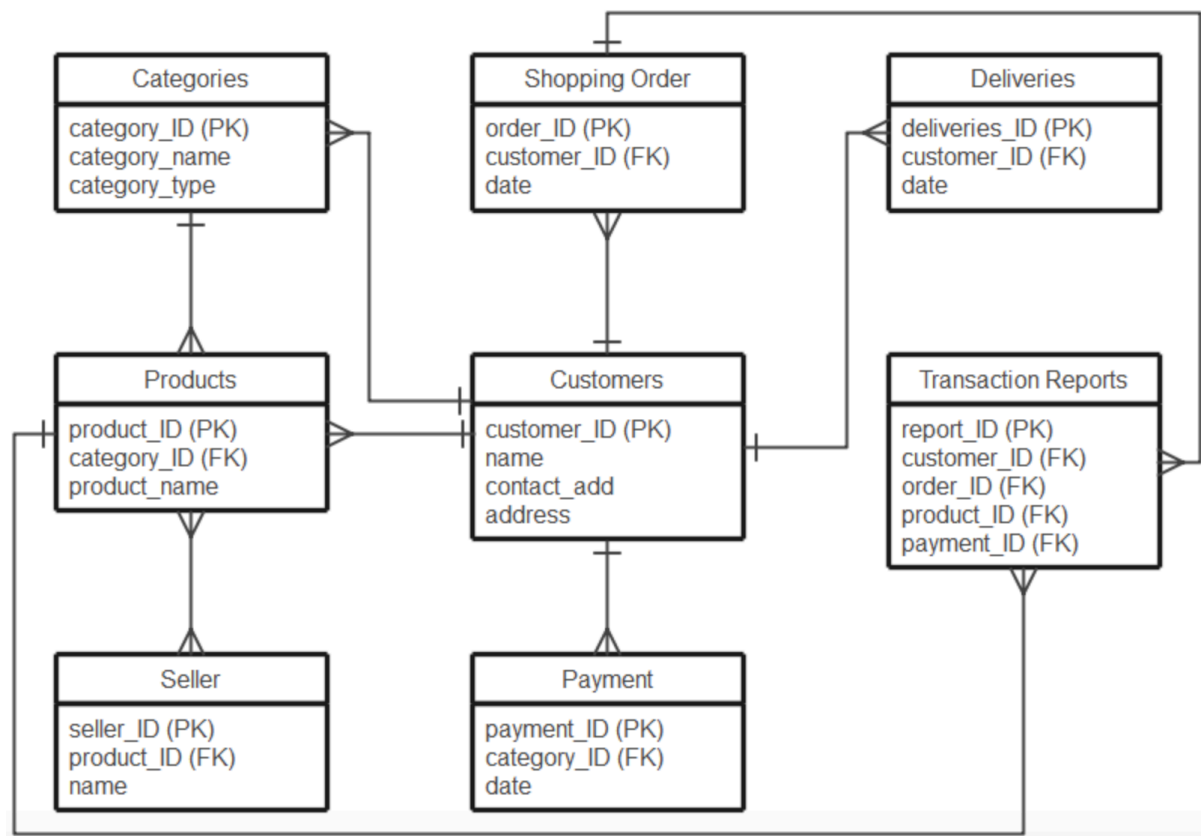 Categories
category_ID (PK)
category_name
category_type
Shopping Order
order_ID (PK)
customer_ID (FK)
date
Deliveries
deliveries_ID (PK)
customer_ID (FK)
date
Products
product_ID (PK)
category_ID (FK)
product_name
Customers
customer_ID (PK)
name
contact_add
address
Transaction Reports
report_ID (PK)
customer_ID (FK)
order_ID (FK)
product_ID (FK)
payment_ID (FK)
Seller
seller_ID (PK)
product_ID (FK)
name
Payment
payment_ID (PK)
category_ID (FK)
date